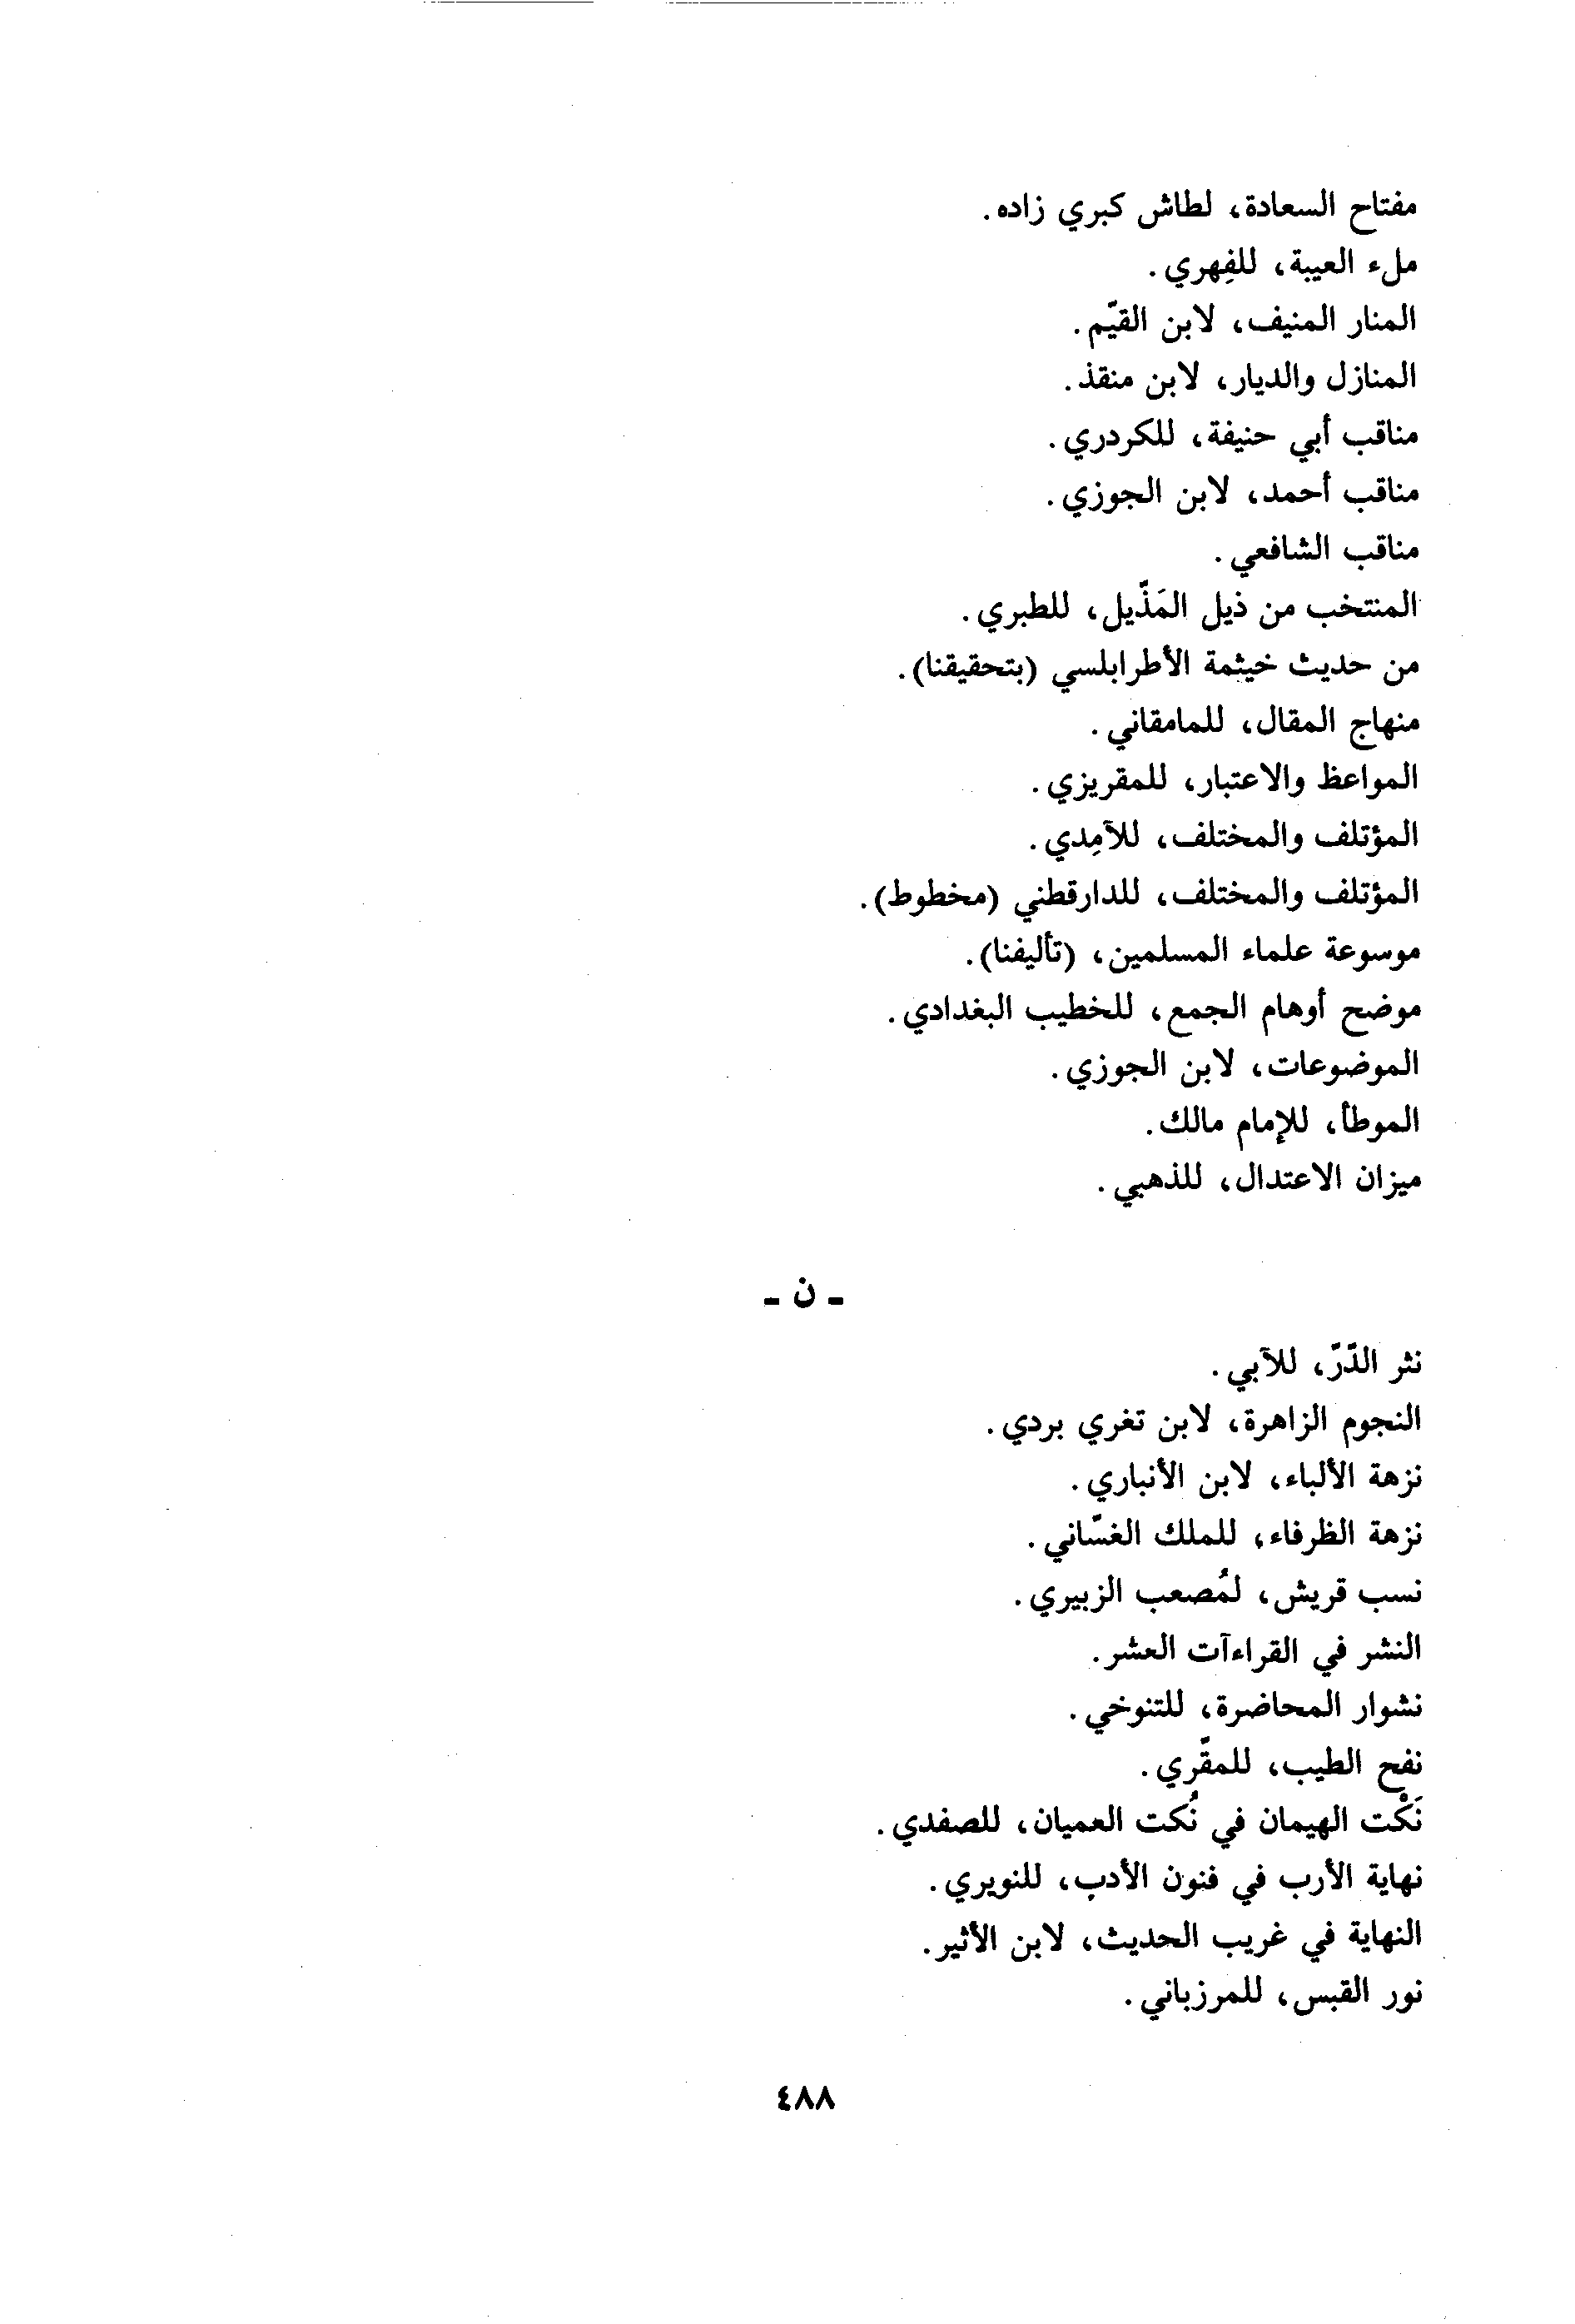 مفتاح السعادة، لطاش كبري زاده.
ملء العيبة، للفِهري.
المنار المنيف، لابن القيّم.
المنازل والديار، لابن منقذ.
مناقب أبي حنيفة، للكردري.
مناقب أحمد، لابن الجوزي.
مناقب الشافعي.
المنتخب من ذيل المَذّيل، للطبري.
من حديث خيثمة الأطرابلسي (بتحقيقنا).
منهاج المقال، للمامقاني.
المواعظ والاعتبار، للمقريزي.
المؤتلف والمختلف، للآمِدي.
المؤتلف والمختلف، للدارقطني (مخطوط).
موسوعة علماء المسلمين، (تأليفنا).
موضح أوهام الجمع، للخطيب البغدادي.
الموضوعات، لابن الجوزي.
الموطأ، للإمام مالك.
ميزان الاعتدال، للذهبي.
- ن -
نثر الدّرّ، للآبي.
النجوم الزاهرة، لابن تغري بردي.
نزهة الألباء، لابن الأنباري.
نزهة الظرفاء، للملك الغسّاني.
نسب قريش، لمُصعب الزبيري.
النشر في القراءآت العشر.
نشوار المحاضرة، للتنوخي.
نفح الطيب، للمقّري.
نَكْت الهيمان في نُكت العميان، للصفدي.
نهاية الأرب في فنون الأدب، للنويري.
النهاية في غريب الحديث، لابن الأثير.
نور القبس، للمرزباني.
٤٨٨